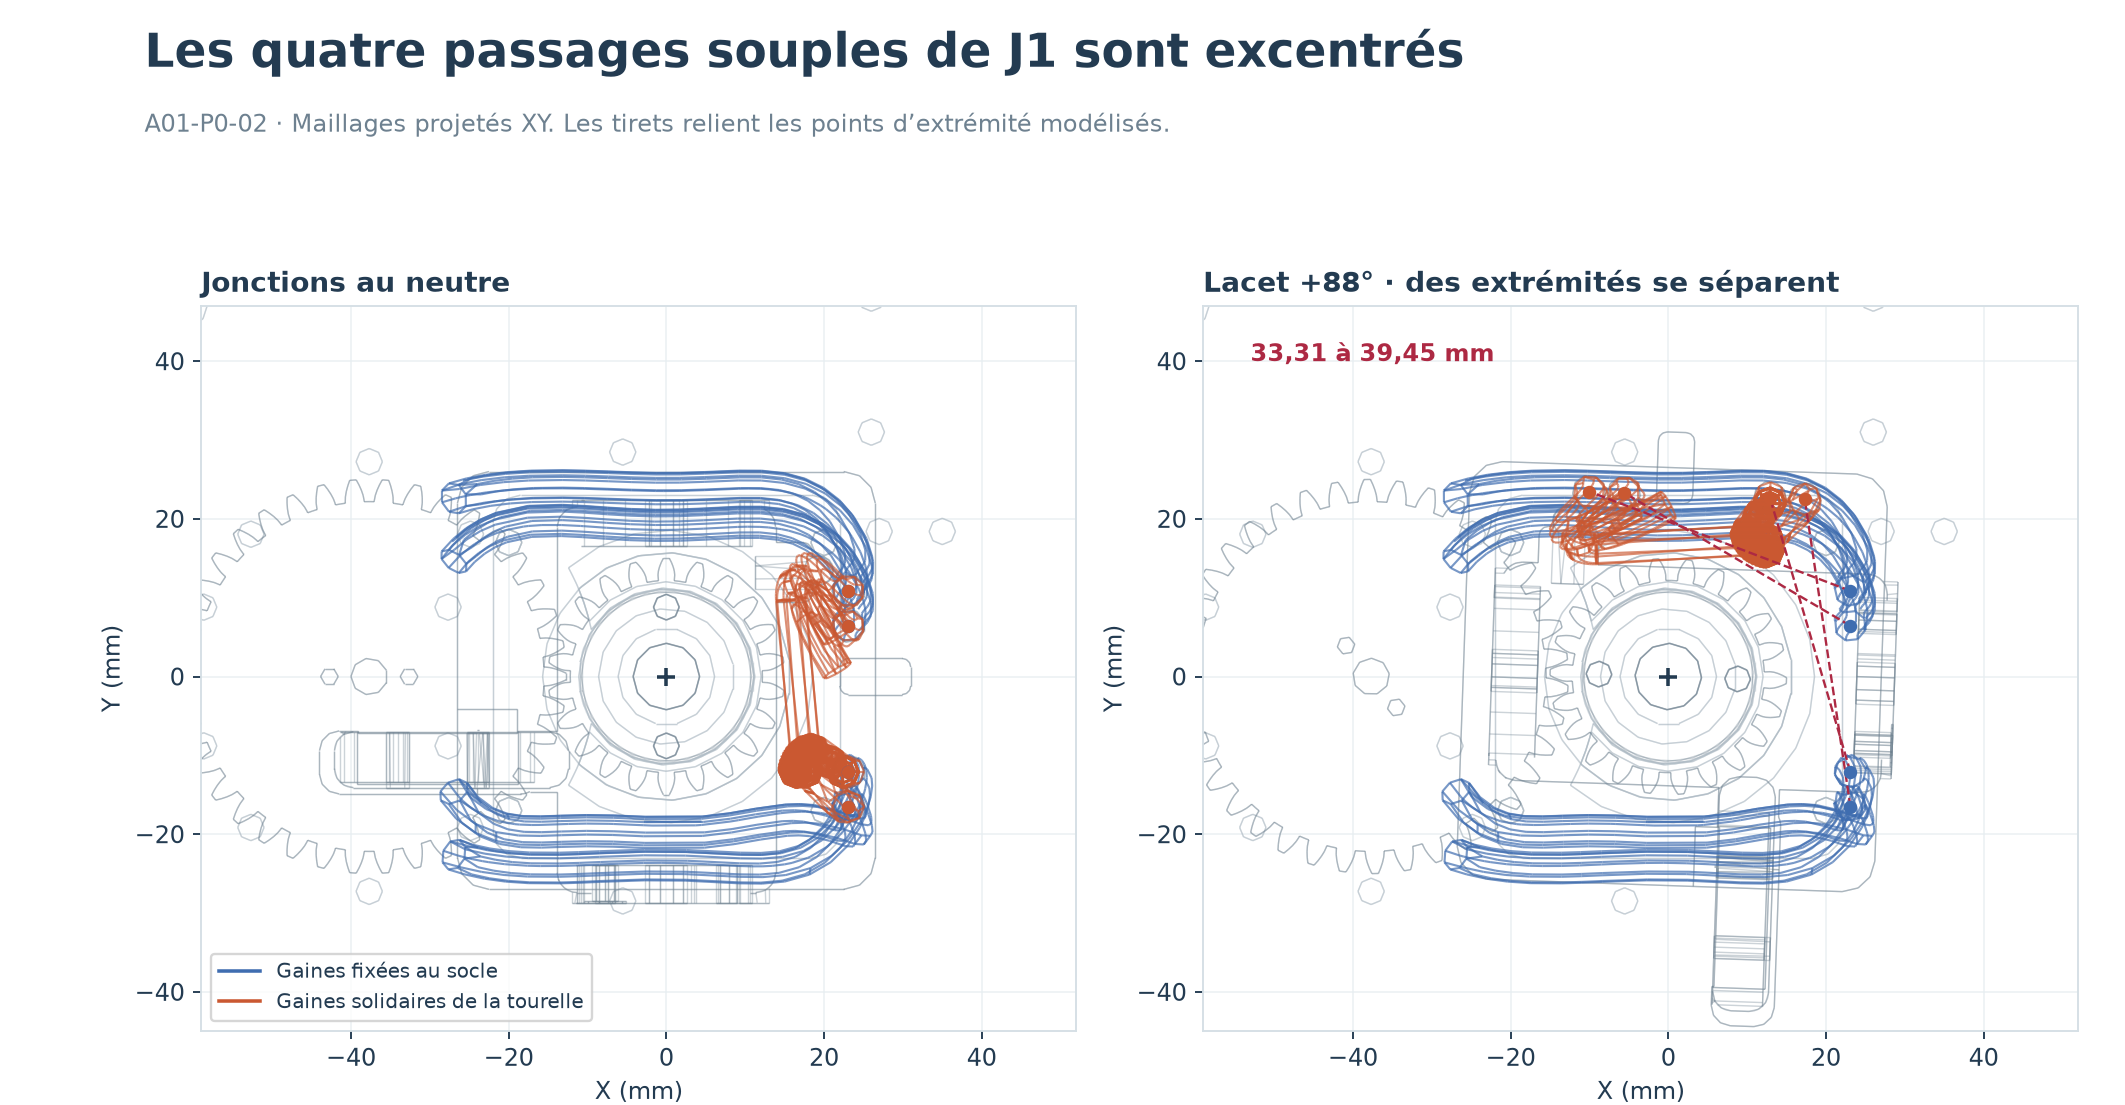 Les quatre passages souples de J1 sont excentrés
A01-P0-02 · Maillages projetés XY. Les tirets relient les points d’extrémité modélisés.
Jonctions au neutre
40
20
0
−20
−40
Y (mm)
Gaines fixées au socle
Gaines solidaires de la tourelle
−40
−20
0
20
40
X (mm)
Lacet +88° · des extrémités se séparent
33,31 à 39,45 mm
40
20
0
−20
−40
Y (mm)
−40
−20
0
20
40
X (mm)